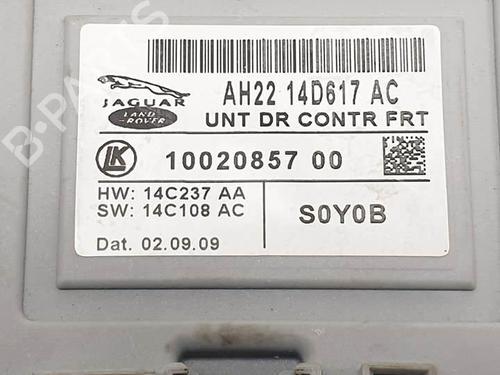 AH22 14D617 AC
JAGUAR
LAND ROVER
UNT DR CONTR FRT
LK
10020857 00
HW: 14C237 AA
SW: 14C108 AC
S0Y0B
Dat. 02.09.09
B-PARTS